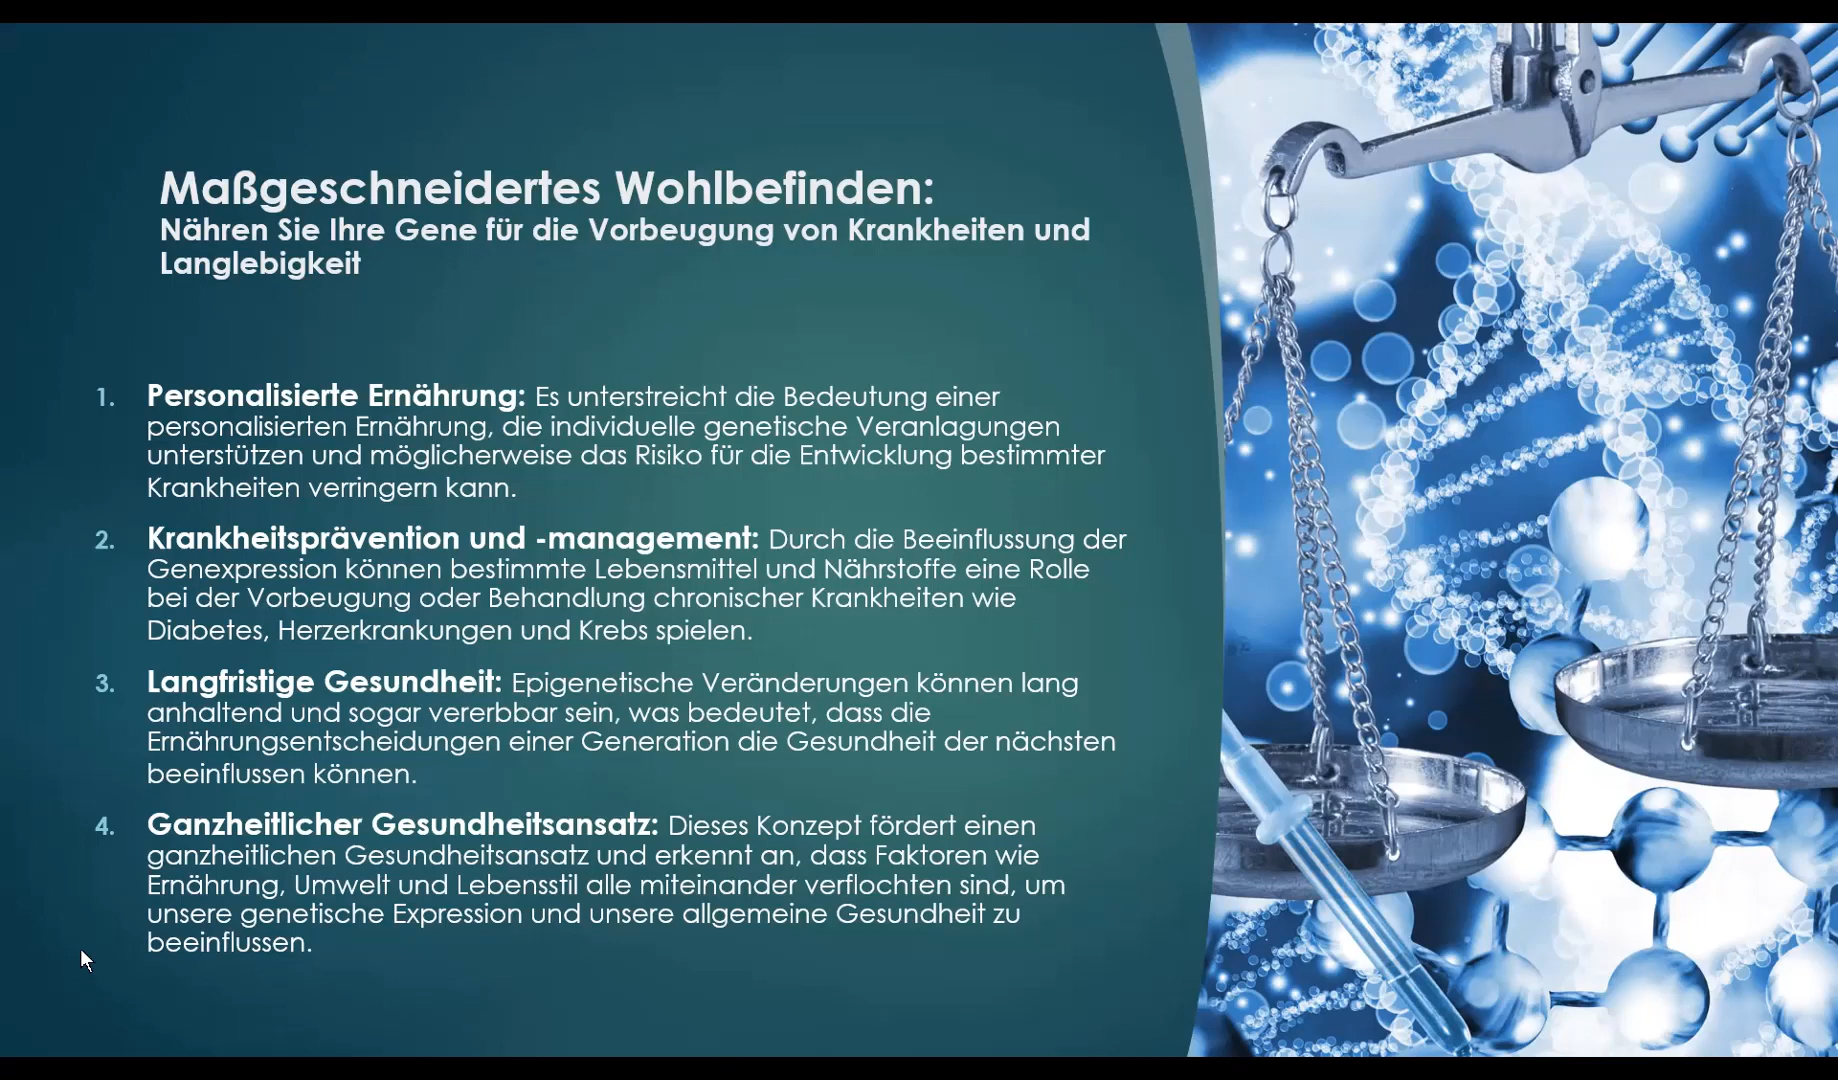 Maßgeschneidertes Wohlbefinden:
Nähren Sie Ihre Gene für die Vorbeugung von Krankheiten und
Langlebigkeit
1. Personalisierte Ernährung: Es unterstreicht die Bedeutung einer
personalisierten Ernährung, die individuelle genetische Veranlagungen
unterstützen und möglicherweise das Risiko für die Entwicklung bestimmter
Krankheiten verringern kann.
2. Krankheitsprävention und -management: Durch die Beeinflussung der
Genexpression können bestimmte Lebensmittel und Nährstoffe eine Rolle
bei der Vorbeugung oder Behandlung chronischer Krankheiten wie
Diabetes, Herzerkrankungen und Krebs spielen.
3. Langfristige Gesundheit: Epigenetische Veränderungen können lang
anhaltend und sogar vererbbar sein, was bedeutet, dass die
Ernährungsentscheidungen einer Generation die Gesundheit der nächsten
beeinflussen können.
4. Ganzheitlicher Gesundheitsansatz: Dieses Konzept fördert einen
ganzheitlichen Gesundheitsansatz und erkennt an, dass Faktoren wie
Ernährung, Umwelt und Lebensstil alle miteinander verflochten sind, um
unsere genetische Expression und unsere allgemeine Gesundheit zu
beeinflussen.